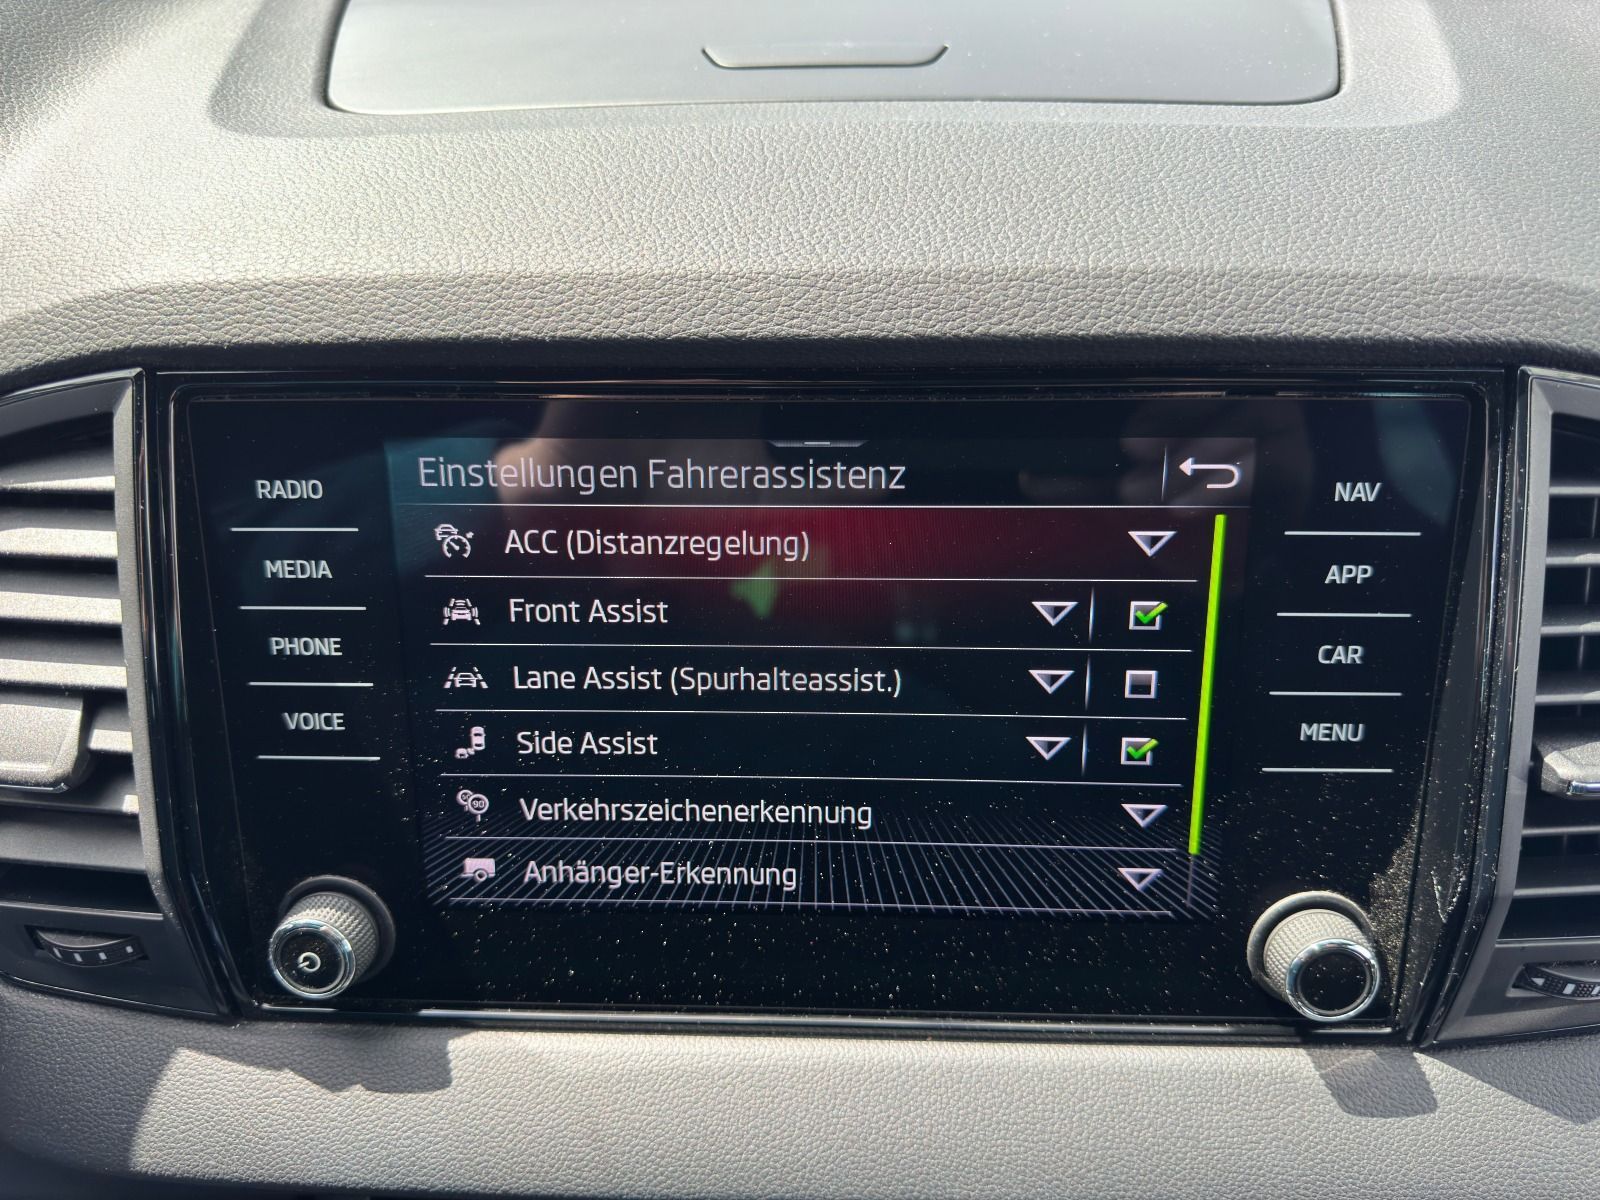 RADIO
MEDIA
PHONE
VOICE
Einstellungen Fahrerassistenz
ACC (Distanzregelung)
Front Assist
Lane Assist (Spurhalteassist.)
Side Assist
90
Verkehrszeichenerkennung
Anhänger-Erkennung
NAV
APP
CAR
MENU